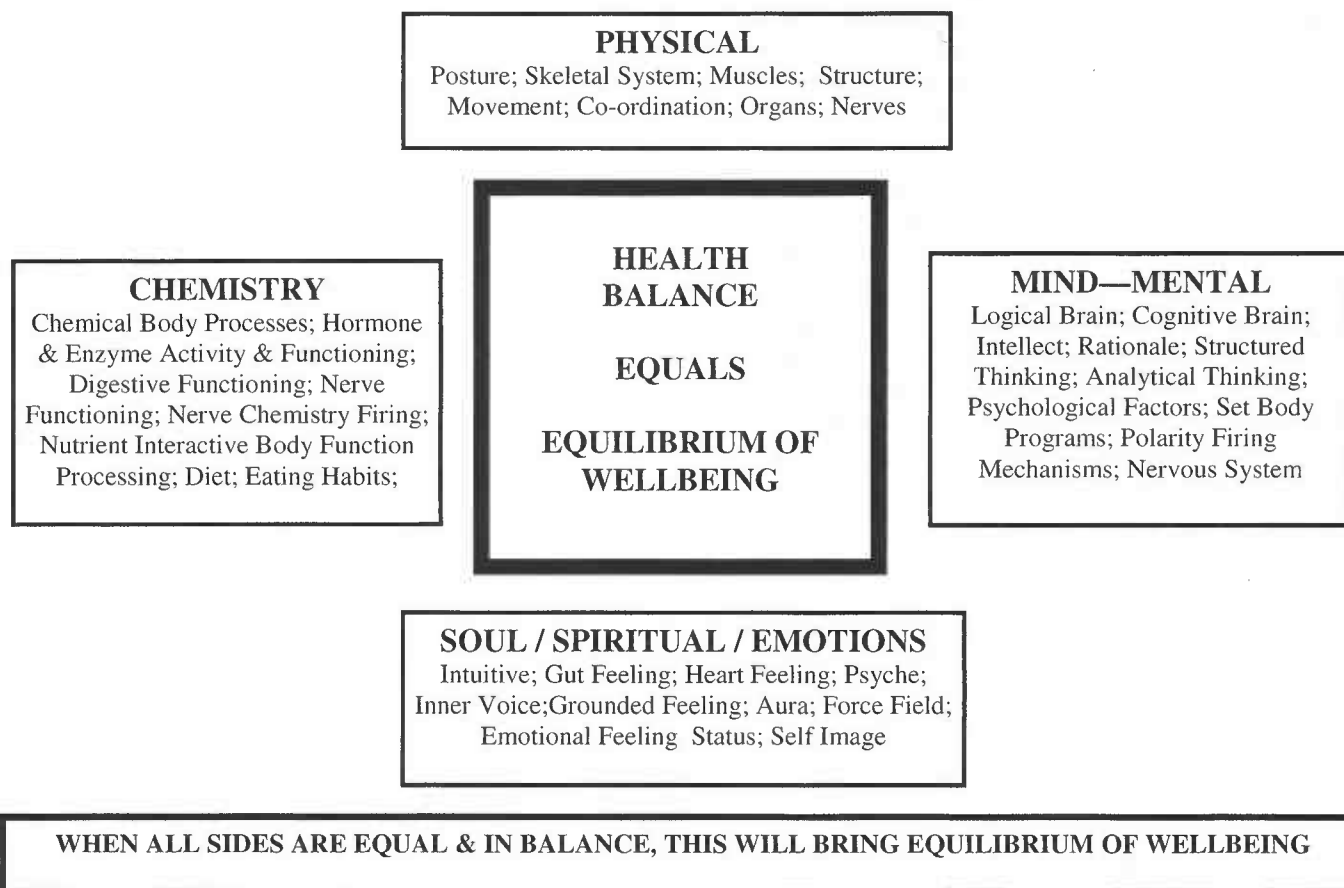 PHYSICAL
Posture; Skeletal System; Muscles; Structure;
Movement; Co-ordination; Organs; Nerves
CHEMISTRY
Chemical Body Processes; Hormone
& Enzyme Activity & Functioning;
Digestive Functioning; Nerve
Functioning; Nerve Chemistry Firing;
Nutrient Interactive Body Function
Processing; Diet; Eating Habits;
HEALTH
BALANCE
EQUALS
EQUILIBRIUM OF
WELLBEING
MIND—MENTAL
Logical Brain; Cognitive Brain;
Intellect; Rationale; Structured
Thinking; Analytical Thinking;
Psychological Factors; Set Body
Programs; Polarity Firing
Mechanisms; Nervous System
SOUL / SPIRITUAL / EMOTIONS
Intuitive; Gut Feeling; Heart Feeling; Psyche;
Inner Voice;Grounded Feeling; Aura; Force Field;
Emotional Feeling Status; Self Image
WHEN ALL SIDES ARE EQUAL & IN BALANCE, THIS WILL BRING EQUILIBRIUM OF WELLBEING